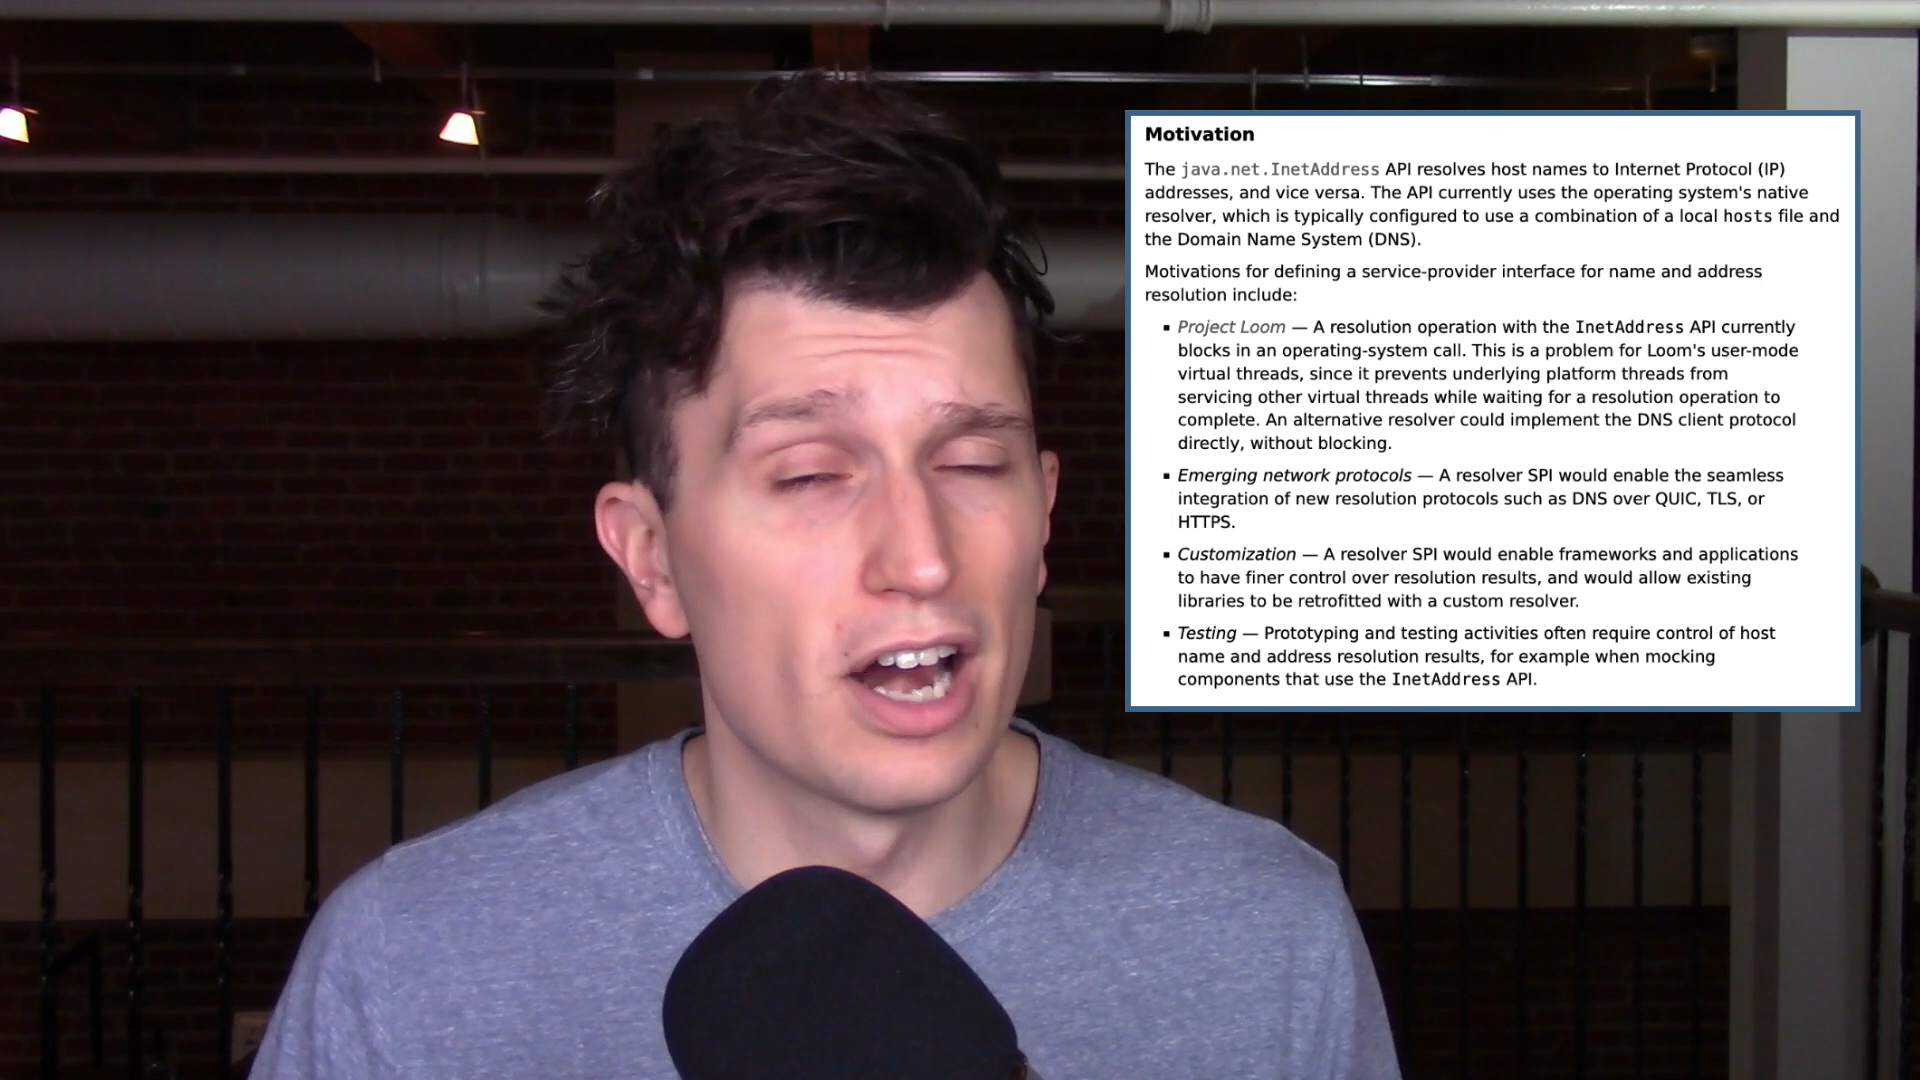 Motivation
The java.net.InetAddress API resolves host names to Internet Protocol (IP)
addresses, and vice versa. The API currently uses the operating system's native
resolver, which is typically configured to use a combination of a local hosts file and
the Domain Name System (DNS).
Motivations for defining a service-provider interface for name and address
resolution include:
▪ Project Loom — A resolution operation with the InetAddress API currently
blocks in an operating-system call. This is a problem for Loom's user-mode
virtual threads, since it prevents underlying platform threads from
servicing other virtual threads while waiting for a resolution operation to
complete. An alternative resolver could implement the DNS client protocol
directly, without blocking.
▪ Emerging network protocols — A resolver SPI would enable the seamless
integration of new resolution protocols such as DNS over QUIC, TLS, or
HTTPS.
▪ Customization — A resolver SPI would enable frameworks and applications
to have finer control over resolution results, and would allow existing
libraries to be retrofitted with a custom resolver.
▪ Testing — Prototyping and testing activities often require control of host
name and address resolution results, for example when mocking
components that use the InetAddress API.